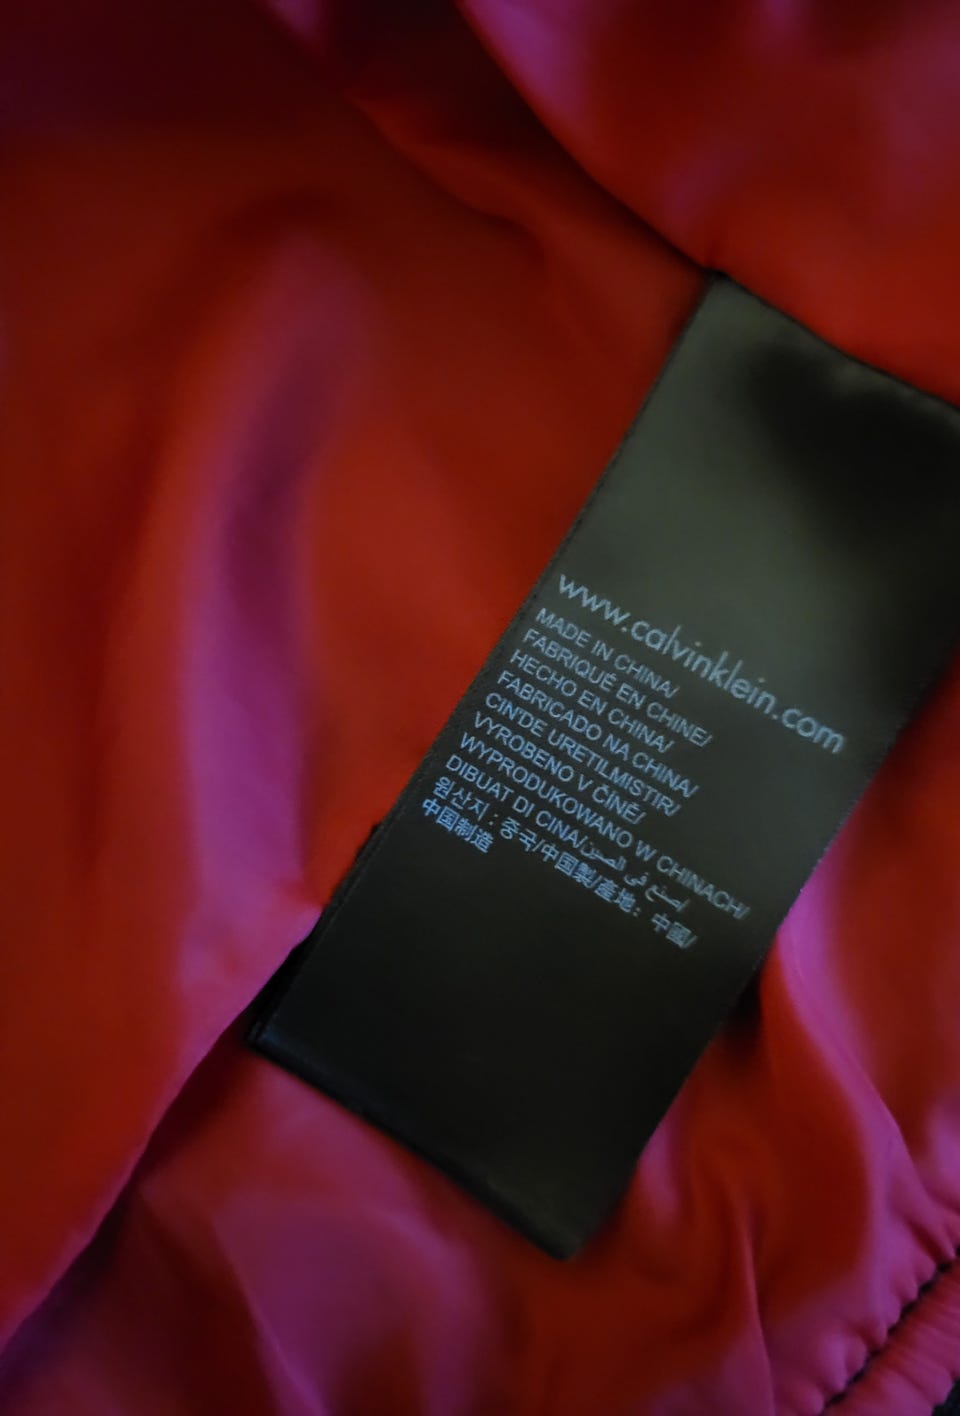 www.calvinklein.com
MADE IN CHINA/
FABRIQUÉ EN CHINE/
HECHO EN CHINA/
FABRICADO NA CHINA/
CIN'DE URETILMISTIR/
VYROBENO V ČINĚ/
WYPRODUKOWANO W CHINACH/
DIBUAT DI CINA/صنع في الصين/
원산지 : 중국/中国製/產地：中國/
中国制造